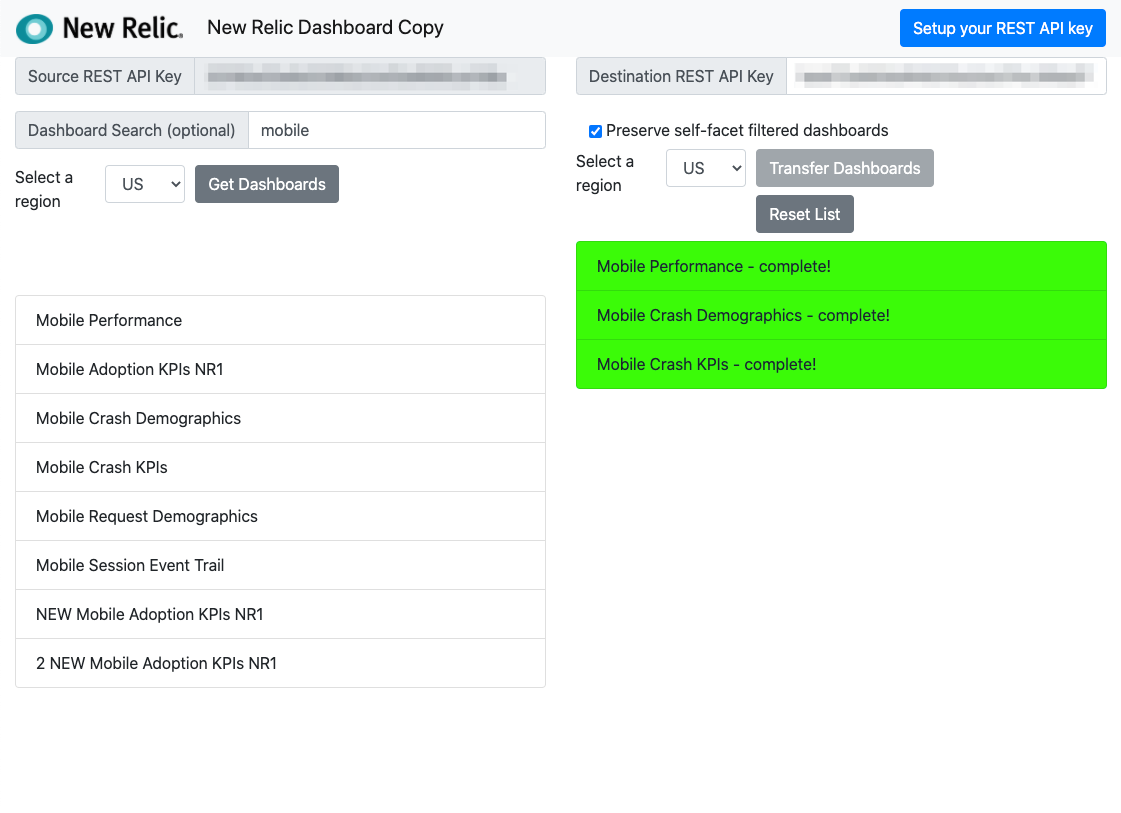 New Relic.
New Relic Dashboard Copy
Setup your REST API key
Source REST API Key
Destination REST API Key
Dashboard Search (optional)
mobile
Preserve self-facet filtered dashboards
Select a
region
US
Get Dashboards
Select a
region
US
Transfer Dashboards
Reset List
Mobile Performance
Mobile Adoption KPIs NR1
Mobile Crash Demographics
Mobile Crash KPIs
Mobile Request Demographics
Mobile Session Event Trail
NEW Mobile Adoption KPIs NR1
2 NEW Mobile Adoption KPIs NR1
Mobile Performance - complete!
Mobile Crash Demographics - complete!
Mobile Crash KPIs - complete!